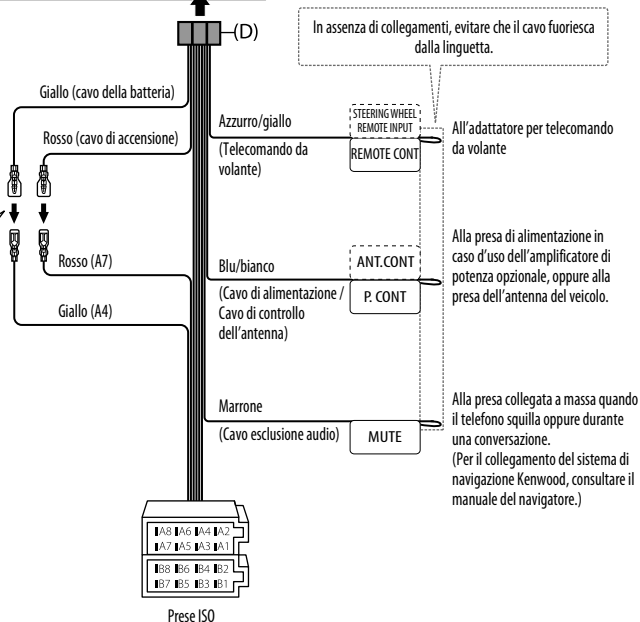 (D)
In assenza di collegamenti, evitare che il cavo fuoriesca
dalla linguetta.
Giallo (cavo della batteria)
Rosso (cavo di accensione)
Azzurro/giallo
(Telecomando da
volante)
STEERING WHEEL
REMOTE INPUT
REMOTE CONT
All'adattatore per telecomando
da volante
Rosso (A7)
Giallo (A4)
Blu/bianco
(Cavo di alimentazione /
Cavo di controllo
dell'antenna)
ANT.CONT
P. CONT
Alla presa di alimentazione in
caso d'uso dell'amplificatore di
potenza opzionale, oppure alla
presa dell'antenna del veicolo.
Marrone
(Cavo esclusione audio)
MUTE
Alla presa collegata a massa quando
il telefono squilla oppure durante
una conversazione.
(Per il collegamento del sistema di
navigazione Kenwood, consultare il
manuale del navigatore.)
A8 A6 A4 A2
A7 A5 A3 A1
B8 B6 B4 B2
B7 B5 B3 B1
Prese ISO